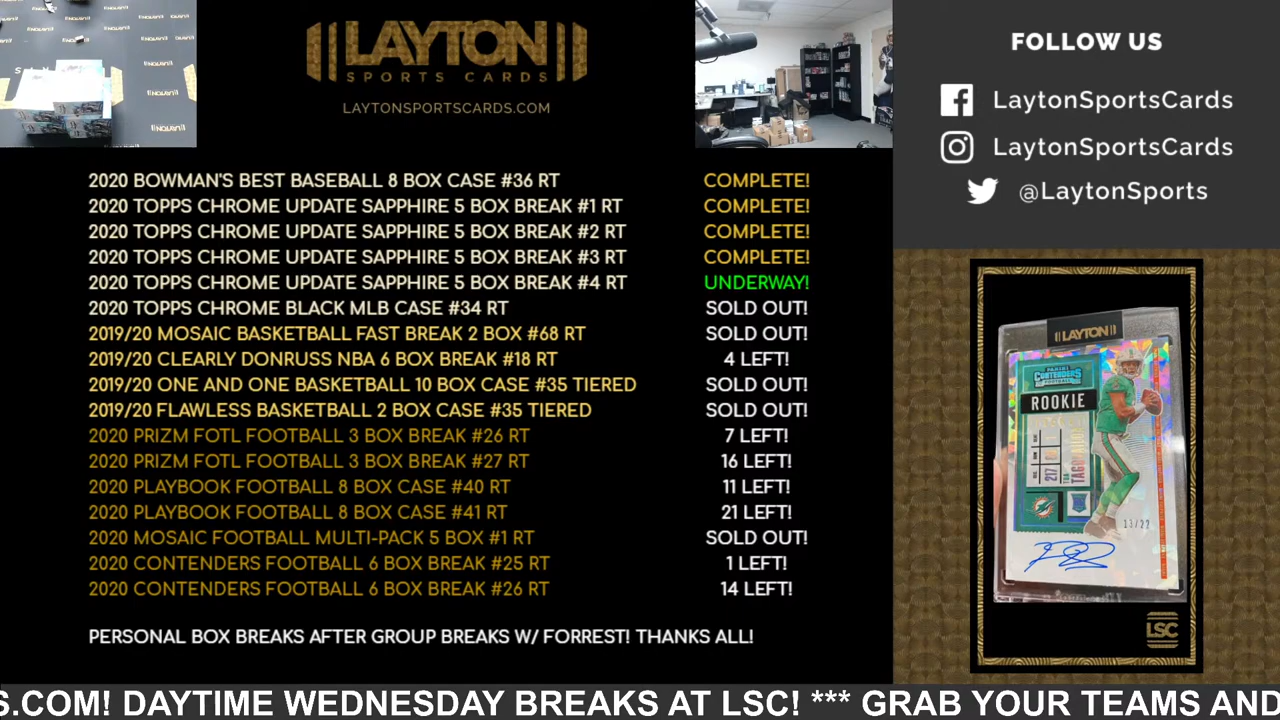 LAYTON
SPORTS CARDS
LAYTONSPORTSCARDS.COM
2020 BOWMAN'S BEST BASEBALL 8 BOX CASE #36 RT COMPLETE!
2020 TOPPS CHROME UPDATE SAPPHIRE 5 BOX BREAK #1 RT COMPLETE!
2020 TOPPS CHROME UPDATE SAPPHIRE 5 BOX BREAK #2 RT COMPLETE!
2020 TOPPS CHROME UPDATE SAPPHIRE 5 BOX BREAK #3 RT COMPLETE!
2020 TOPPS CHROME UPDATE SAPPHIRE 5 BOX BREAK #4 RT UNDERWAY!
2020 TOPPS CHROME BLACK MLB CASE #34 RT SOLD OUT!
2019/20 MOSAIC BASKETBALL FAST BREAK 2 BOX #68 RT SOLD OUT!
2019/20 CLEARLY DONRUSS NBA 6 BOX BREAK #18 RT 4 LEFT!
2019/20 ONE AND ONE BASKETBALL 10 BOX CASE #35 TIERED SOLD OUT!
2019/20 FLAWLESS BASKETBALL 2 BOX CASE #35 TIERED SOLD OUT!
2020 PRIZM FOTL FOOTBALL 3 BOX BREAK #26 RT 7 LEFT!
2020 PRIZM FOTL FOOTBALL 3 BOX BREAK #27 RT 16 LEFT!
2020 PLAYBOOK FOOTBALL 8 BOX CASE #40 RT 11 LEFT!
2020 PLAYBOOK FOOTBALL 8 BOX CASE #41 RT 21 LEFT!
2020 MOSAIC FOOTBALL MULTI-PACK 5 BOX #1 RT SOLD OUT!
2020 CONTENDERS FOOTBALL 6 BOX BREAK #25 RT 1 LEFT!
2020 CONTENDERS FOOTBALL 6 BOX BREAK #26 RT 14 LEFT!
PERSONAL BOX BREAKS AFTER GROUP BREAKS W/ FORREST! THANKS ALL!
FOLLOW US
LaytonSportsCards
LaytonSportsCards
@LaytonSports
LAYTON
CONTENDERS
FOOTBALL
ROOKIE
217
TAGOVAILOA
13/22
LSC
S.COM! DAYTIME WEDNESDAY BREAKS AT LSC! *** GRAB YOUR TEAMS AND